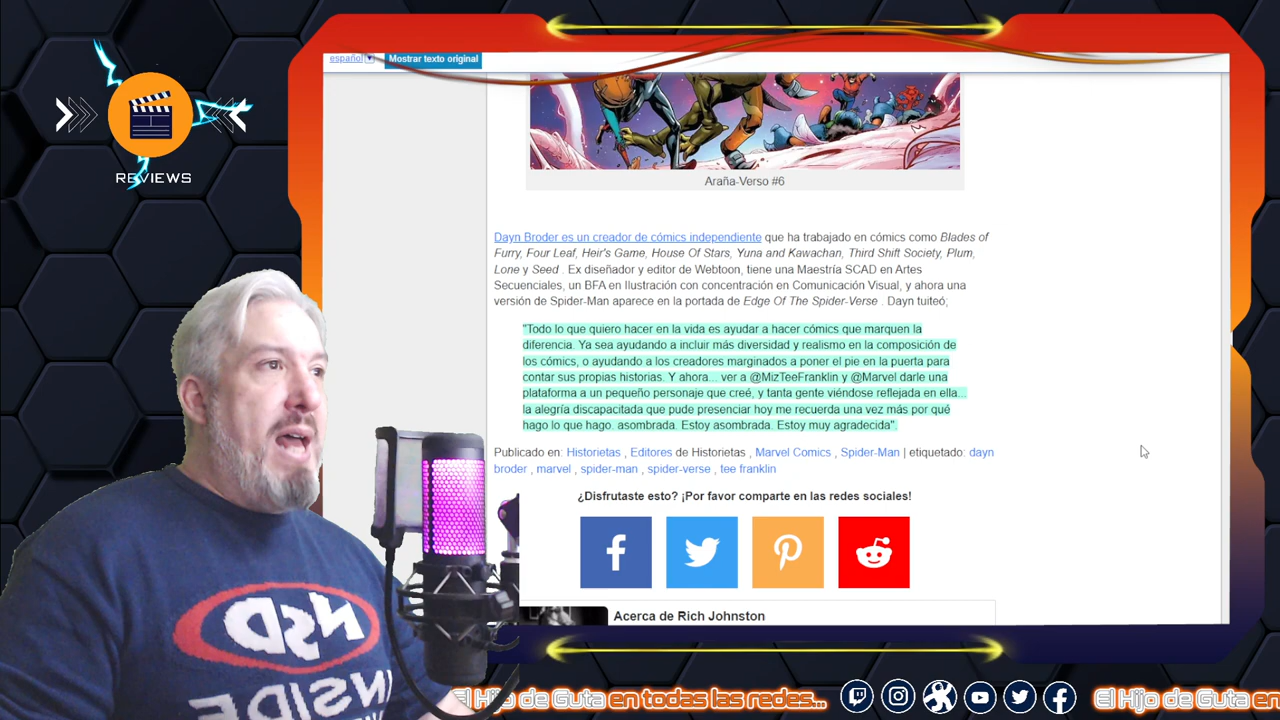 español
Mostrar texto original
REVIEWS
Araña-Verso #6
Dayn Broder es un creador de cómics independiente que ha trabajado en cómics como Blades of
Furry, Four Leaf, Heir's Game, House Of Stars, Yuna and Kawachan, Third Shift Society, Plum,
Lone y Seed . Ex diseñador y editor de Webtoon, tiene una Maestría SCAD en Artes
Secuenciales, un BFA en Ilustración con concentración en Comunicación Visual, y ahora una
versión de Spider-Man aparece en la portada de Edge Of The Spider-Verse . Dayn tuiteó;
"Todo lo que quiero hacer en la vida es ayudar a hacer cómics que marquen la
diferencia. Ya sea ayudando a incluir más diversidad y realismo en la composición de
los cómics, o ayudando a los creadores marginados a poner el pie en la puerta para
contar sus propias historias. Y ahora... ver a @MizTeeFranklin y @Marvel darle una
plataforma a un pequeño personaje que creé, y tanta gente viéndose reflejada en ella...
la alegría discapacitada que pude presenciar hoy me recuerda una vez más por qué
hago lo que hago. asombrada. Estoy asombrada. Estoy muy agradecida".
Publicado en: Historietas , Editores de Historietas , Marvel Comics , Spider-Man | etiquetado: dayn
broder , marvel , spider-man , spider-verse , tee franklin
¿Disfrutaste esto? ¡Por favor comparte en las redes sociales!
Acerca de Rich Johnston
NSD
INSIDE
El Hijo de Guta en todas las redes...
El Hijo de Guta en